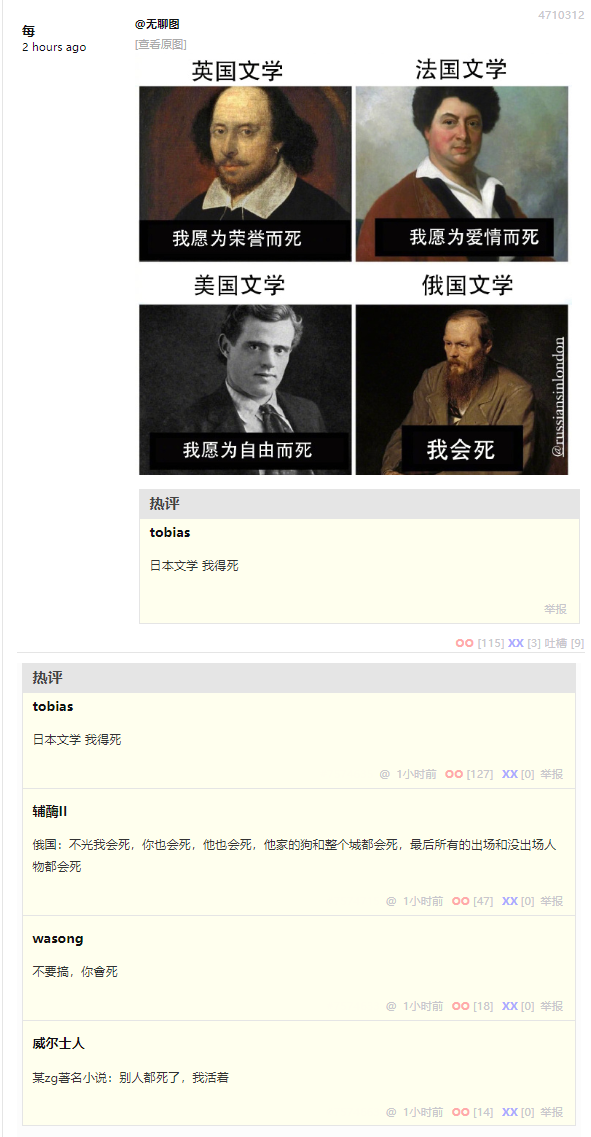 4710312
每
2 hours ago
@无聊图
[查看原图]
英国文学
法国文学
我愿为荣誉而死
我愿为爱情而死
美国文学
俄国文学
我愿为自由而死
我会死
@russiansinlondon
热评
tobias
日本文学 我得死
举报
OO [115] XX [3] 吐槽 [9]
热评
tobias
日本文学 我得死
@ 1小时前 OO [127] XX [0] 举报
辅酶II
俄国：不光我会死，你也会死，他也会死，他家的狗和整个城都会死，最后所有的出场和没出场人
物都会死
@ 1小时前 OO [47] XX [0] 举报
wasong
不要搞，你會死
@ 1小时前 OO [18] XX [0] 举报
威尔士人
某zg著名小说：别人都死了，我活着
@ 1小时前 OO [14] XX [0] 举报